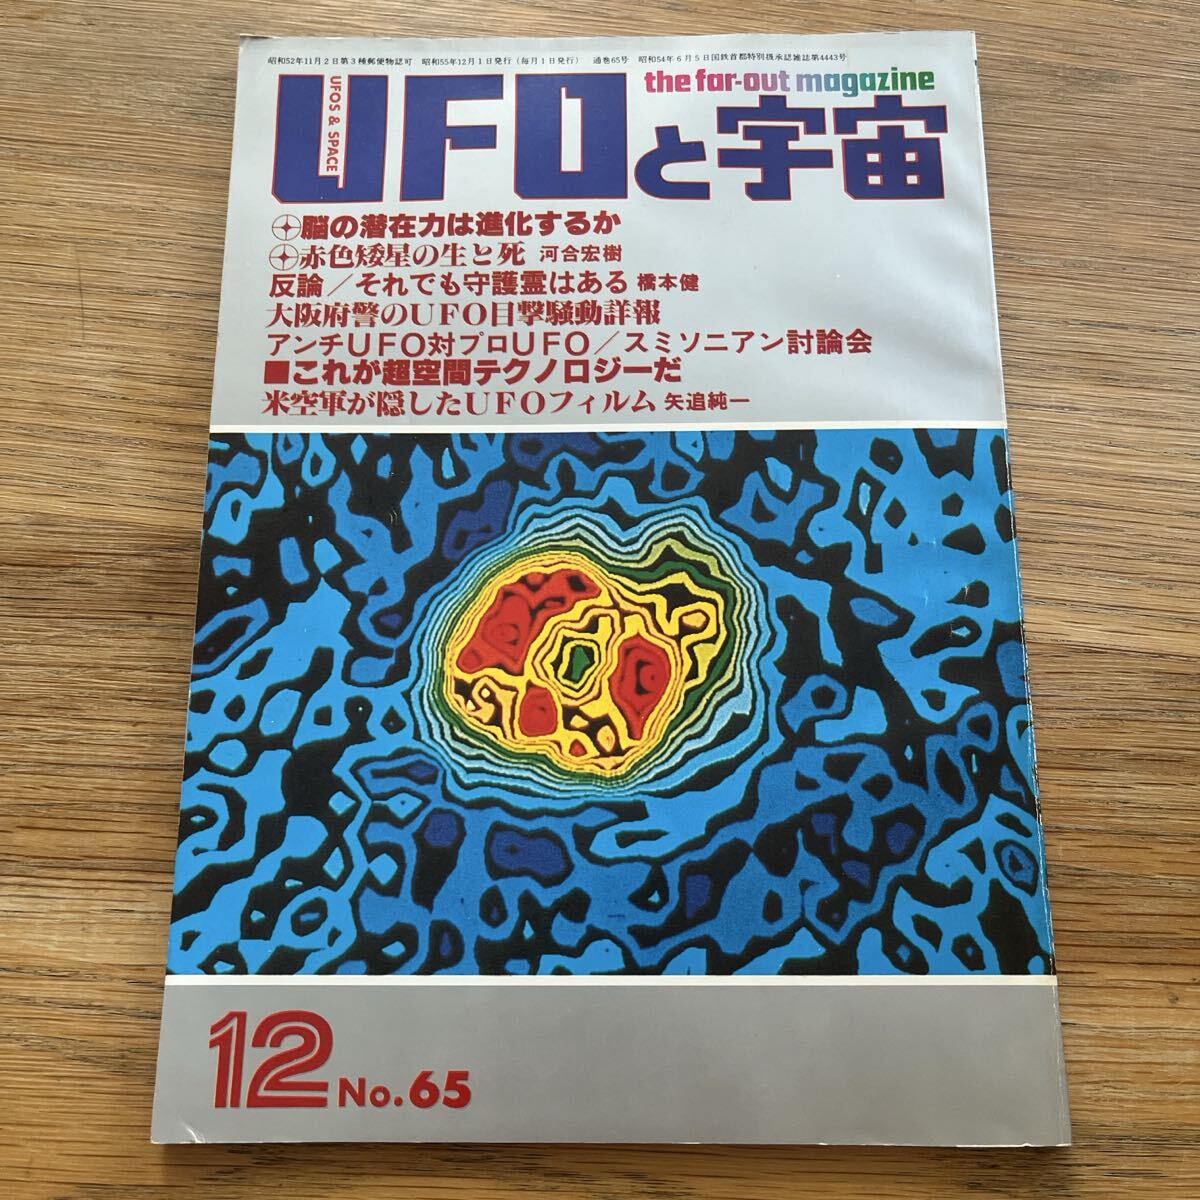 昭和52年11月2日第3種郵便物認可 昭和55年12月1日発行(毎月1日発行) 通巻65号 昭和54年6月5日国鉄首都特別扱承認雑誌第4443号
the far-out magazine
UFOと宇宙
UFOS & SPACE
脳の潜在力は進化するか
赤色矮星の生と死 河合宏樹
反論/それでも守護霊はある 橋本健
大阪府警のUFO目撃騒動詳報
アンチUFO対プロUFO/スミソニアン討論会
■これが超空間テクノロジーだ
米空軍が隠したUFOフィルム 矢追純一
12 No.65